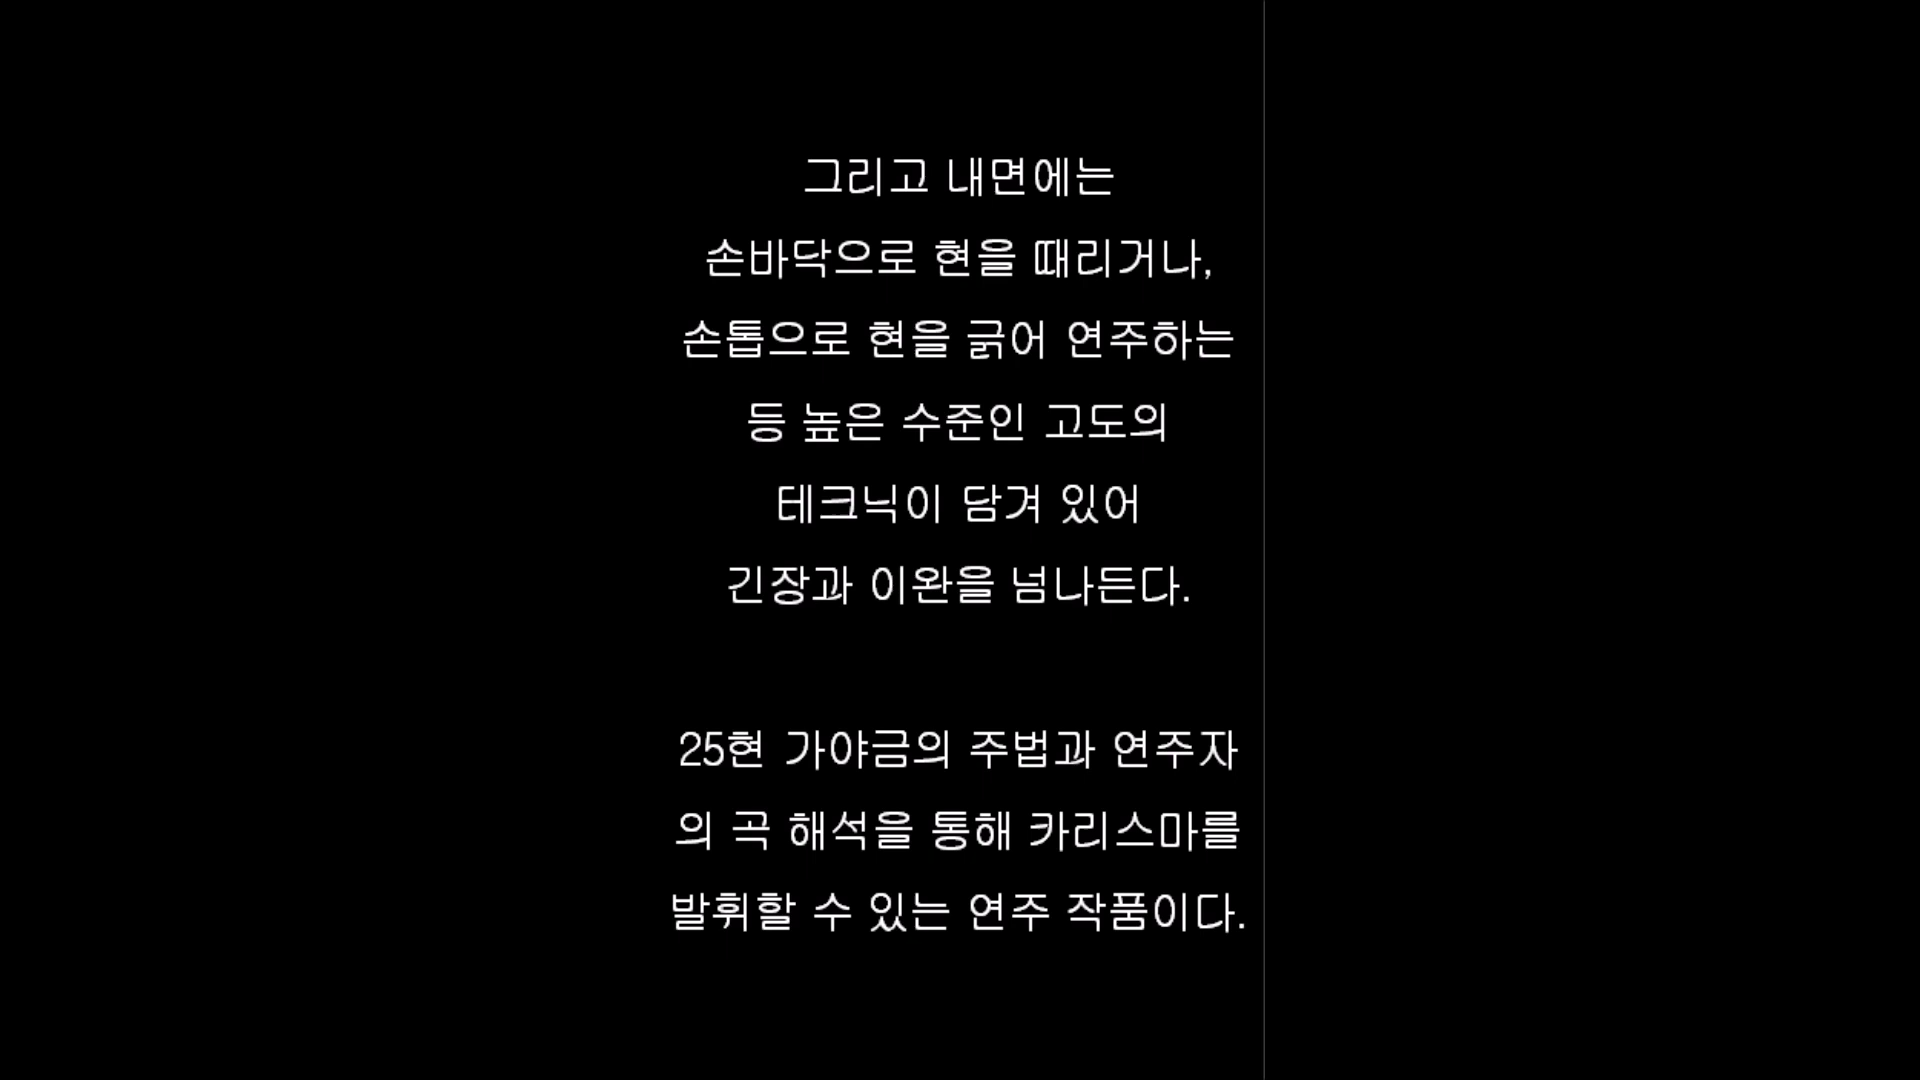 그리고 내면에는
손바닥으로 현을 때리거나,
손톱으로 현을 긁어 연주하는
등 높은 수준인 고도의
테크닉이 담겨 있어
긴장과 이완을 넘나든다.
25현 가야금의 주법과 연주자
의 곡 해석을 통해 카리스마를
발휘할 수 있는 연주 작품이다.